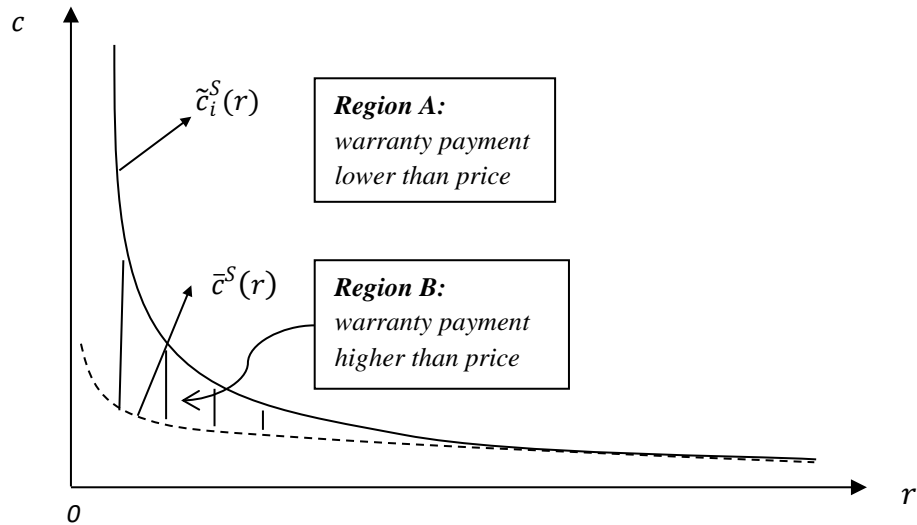 c
c̃ᵢˢ(r)
Region A:
warranty payment
lower than price
c̄ˢ(r)
Region B:
warranty payment
higher than price
r
0